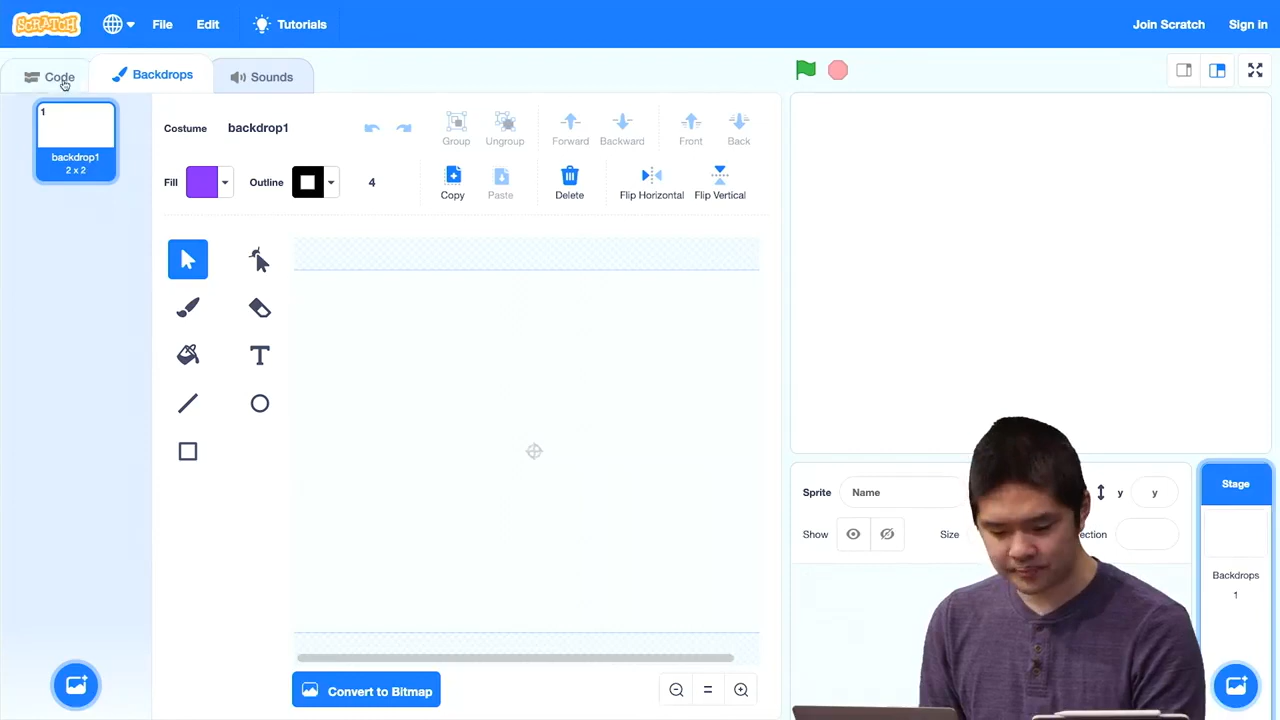 SCRATCH File Edit Tutorials Join Scratch Sign in
Code Backdrops Sounds
1
backdrop1
2 x 2
Costume backdrop1
Group Ungroup Forward Backward Front Back
Fill Outline 4
Copy Paste Delete Flip Horizontal Flip Vertical
T
Convert to Bitmap
Sprite Name y y
Show Size
Stage
Backdrops
1